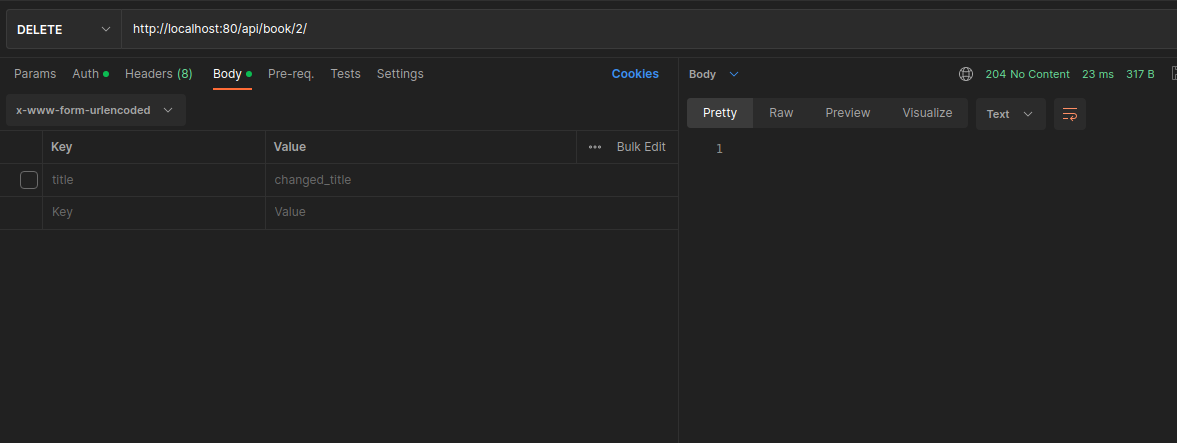 DELETE http://localhost:80/api/book/2/
Params Auth Headers (8) Body Pre-req. Tests Settings Cookies
x-www-form-urlencoded
Key Value ••• Bulk Edit
title changed_title
Key Value
Body 204 No Content 23 ms 317 B
Pretty Raw Preview Visualize Text
1